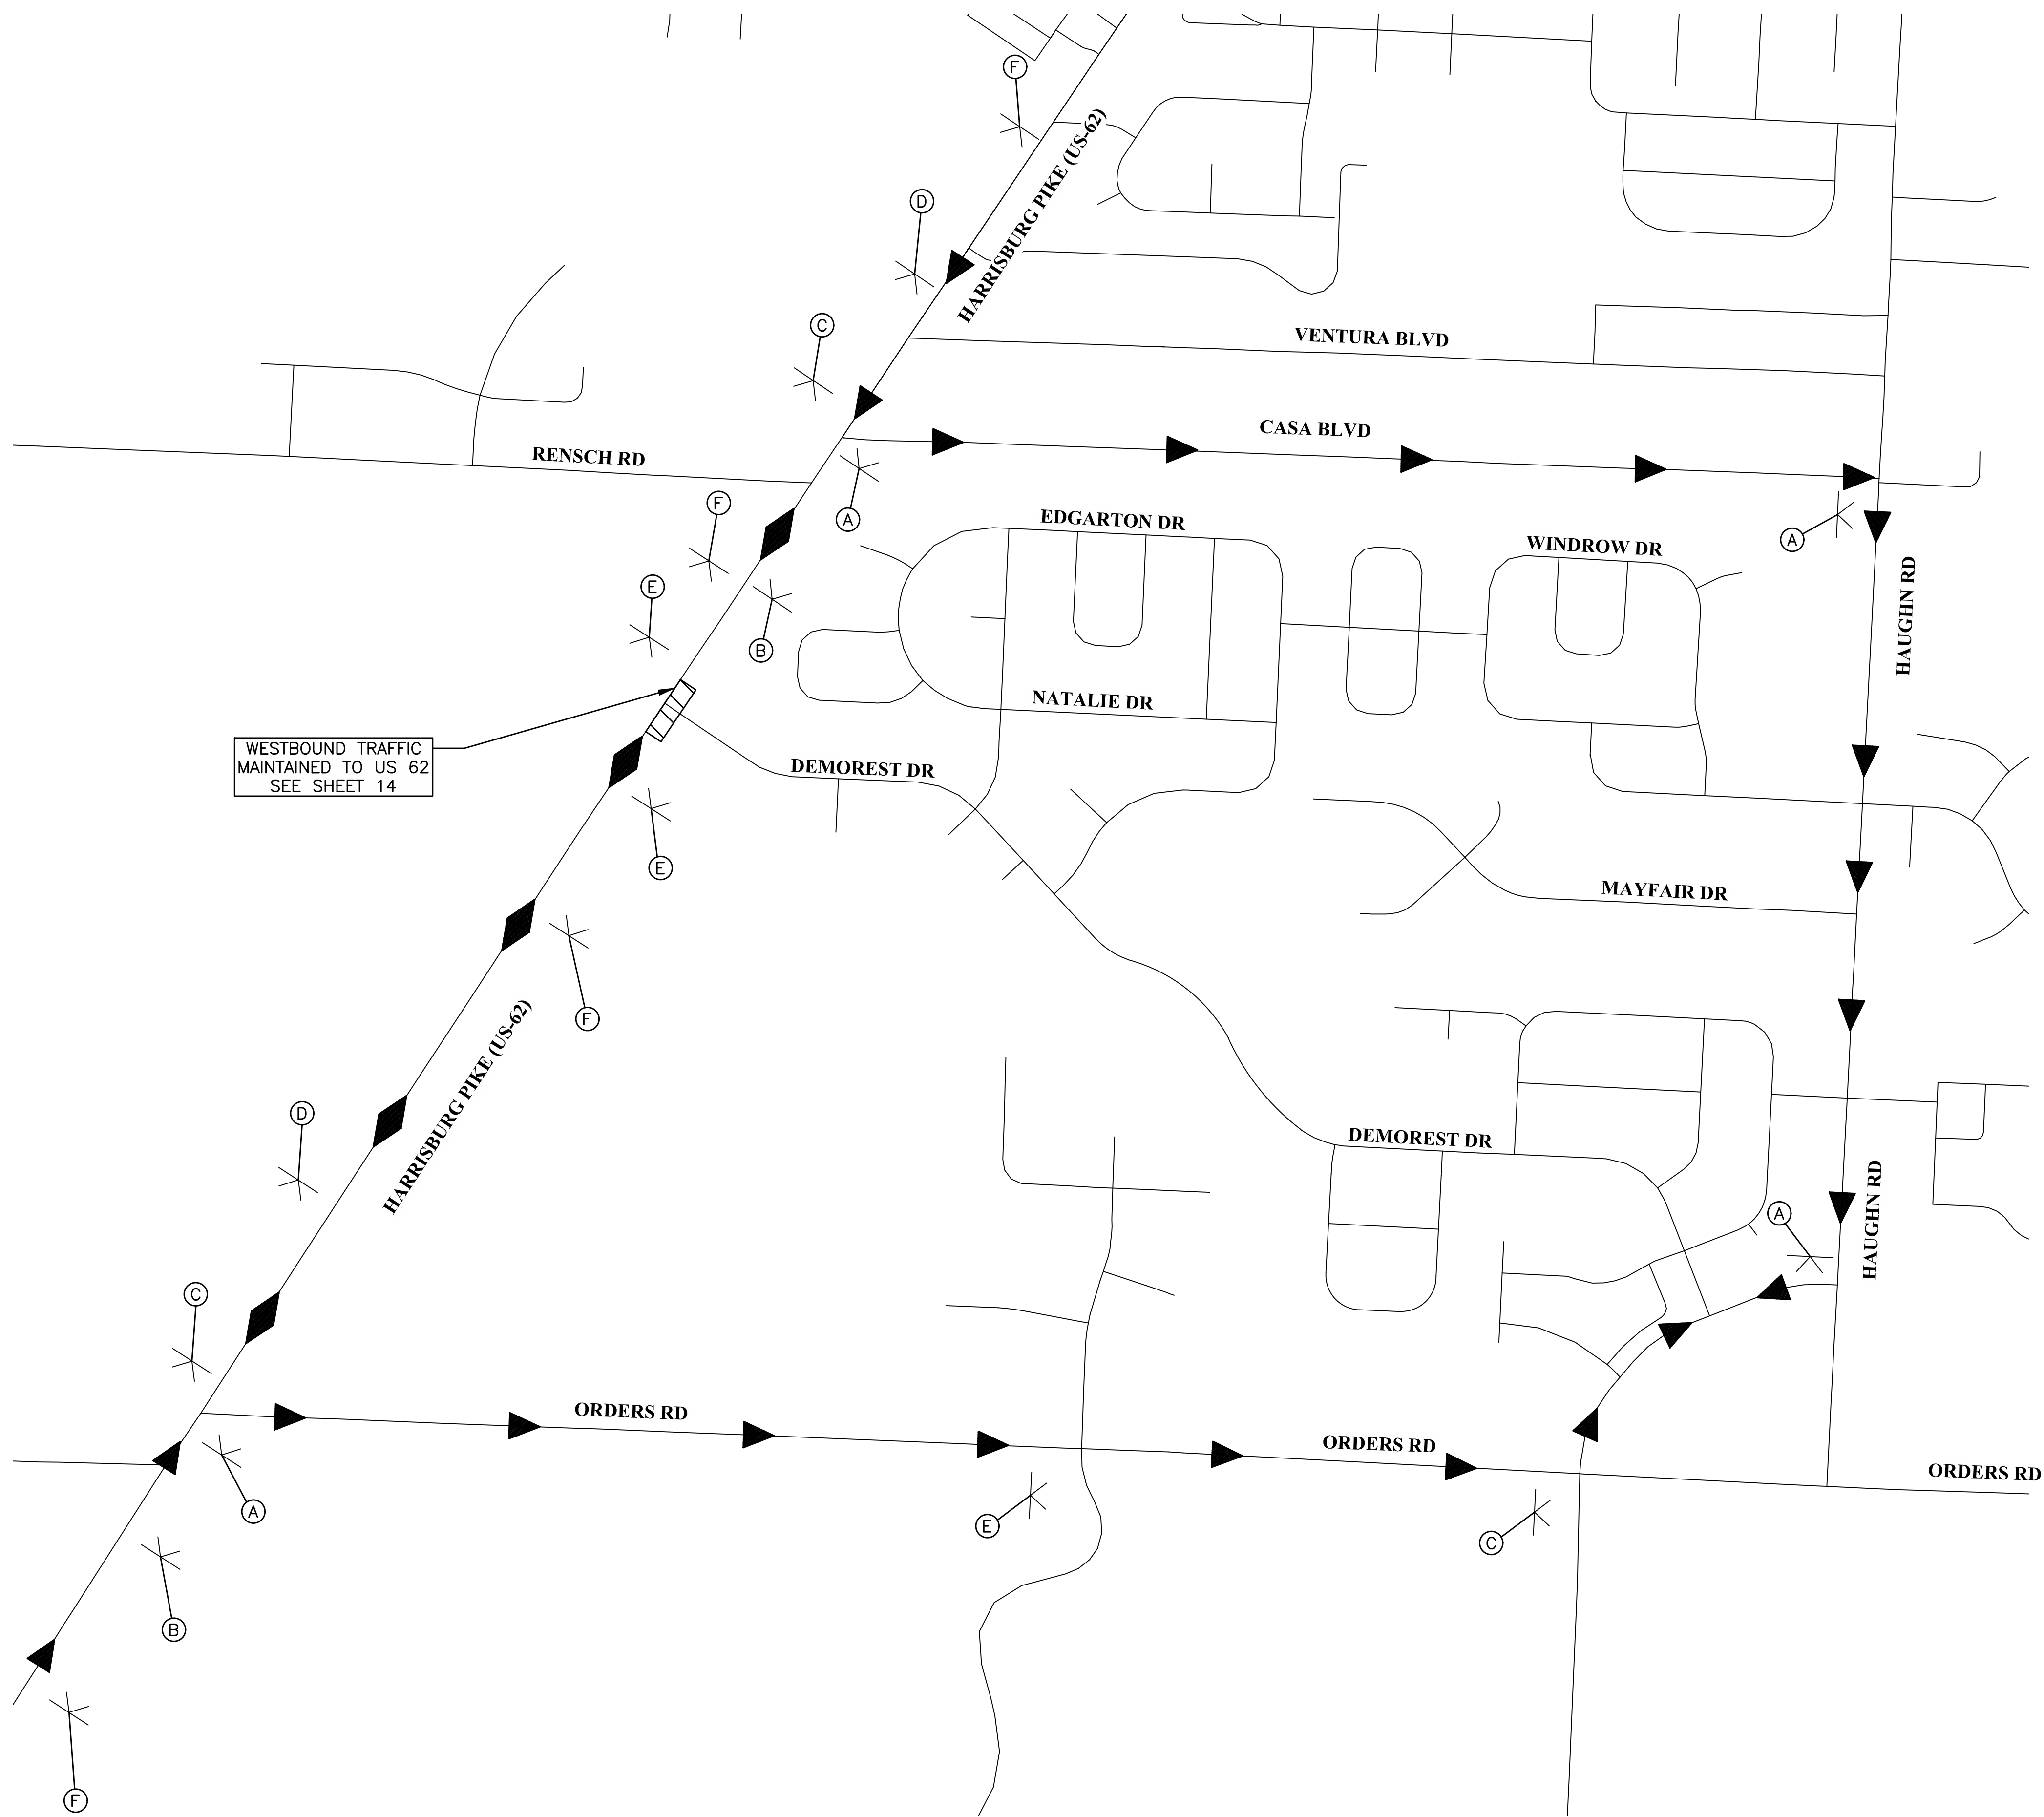 F
HARRISBURG PIKE (US-62)
D
C
VENTURA BLVD
CASA BLVD
RENSCH RD
F
A
EDGARTON DR
A
WINDROW DR
HAUGHN RD
E
B
NATALIE DR
WESTBOUND TRAFFIC
MAINTAINED TO US 62
SEE SHEET 14
DEMOREST DR
E
MAYFAIR DR
F
HARRISBURG PIKE (US-62)
D
DEMOREST DR
HAUGHN RD
A
C
ORDERS RD
ORDERS RD
ORDERS RD
A
E
C
B
F